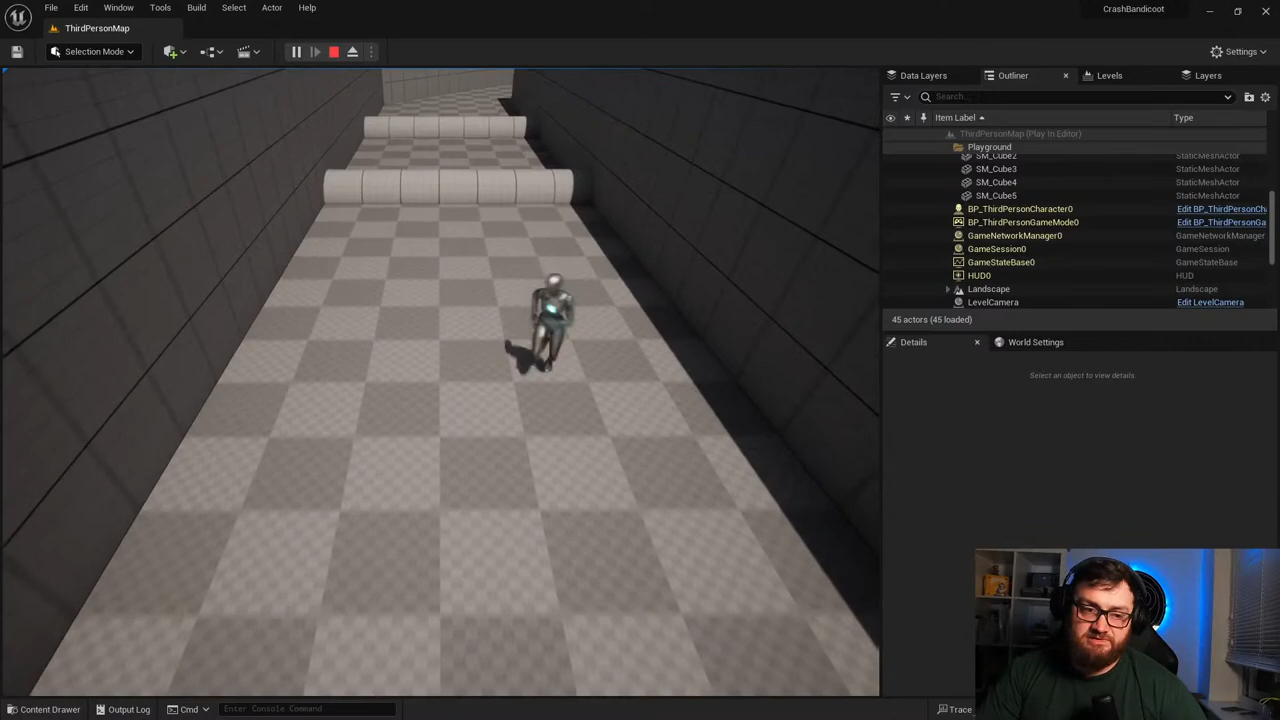 File Edit View Window Tools Build Select Actor Help
CrashBandicoot
ThirdPersonMap
Selection Mode
Settings
Data Layers
Outliner
Levels
Layers
Search...
Item Label
Type
ThirdPersonMap (Play In Editor)
Playground
SM_Cube2 StaticMeshActor
SM_Cube3 StaticMeshActor
SM_Cube4 StaticMeshActor
SM_Cube5 StaticMeshActor
BP_ThirdPersonCharacter0 Edit BP_ThirdPersonCh
BP_ThirdPersonGameMode0 Edit BP_ThirdPersonGa
GameNetworkManager0 GameNetworkManager
GameSession0 GameSession
GameStateBase0 GameStateBase
HUD0 HUD
Landscape Landscape
LevelCamera Edit LevelCamera
45 actors (45 loaded)
Details
World Settings
Select an object to view details.
Content Drawer
Output Log
Cmd
Enter Console Command
Trace